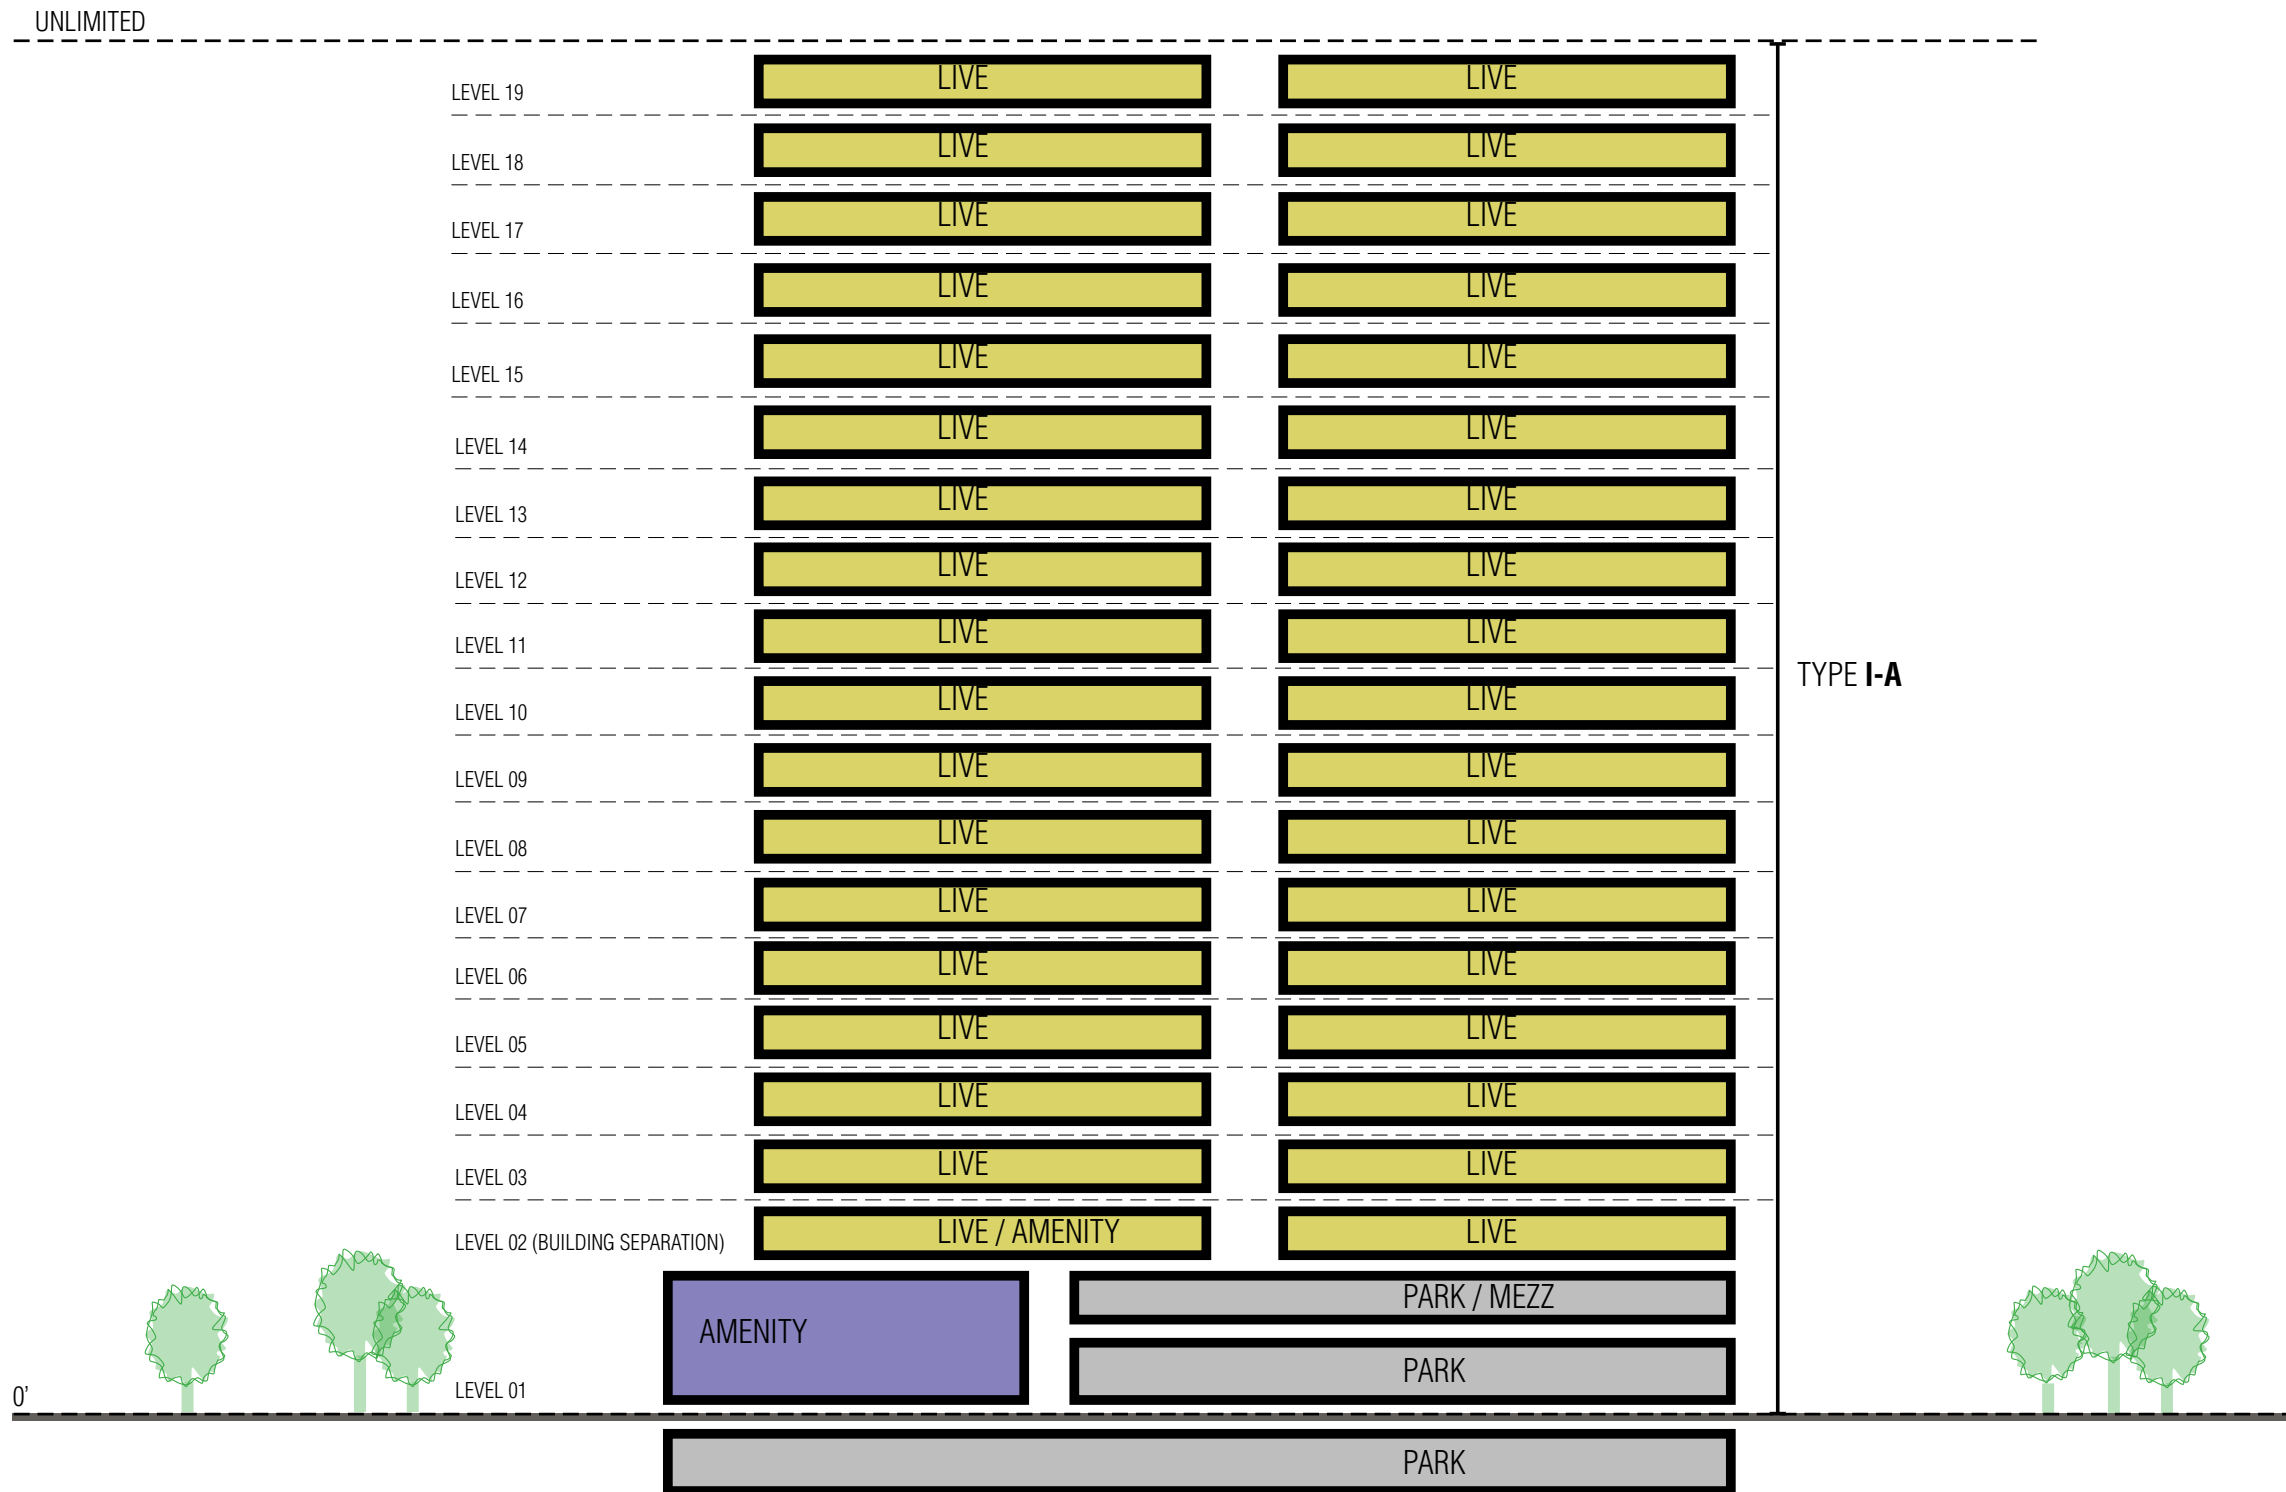 UNLIMITED
LEVEL 19 LIVE LIVE
LEVEL 18 LIVE LIVE
LEVEL 17 LIVE LIVE
LEVEL 16 LIVE LIVE
LEVEL 15 LIVE LIVE
LEVEL 14 LIVE LIVE
LEVEL 13 LIVE LIVE
LEVEL 12 LIVE LIVE
LEVEL 11 LIVE LIVE
TYPE I-A
LEVEL 10 LIVE LIVE
LEVEL 09 LIVE LIVE
LEVEL 08 LIVE LIVE
LEVEL 07 LIVE LIVE
LEVEL 06 LIVE LIVE
LEVEL 05 LIVE LIVE
LEVEL 04 LIVE LIVE
LEVEL 03 LIVE LIVE
LEVEL 02 (BUILDING SEPARATION) LIVE / AMENITY LIVE
PARK / MEZZ
AMENITY
PARK
LEVEL 01
0'
PARK